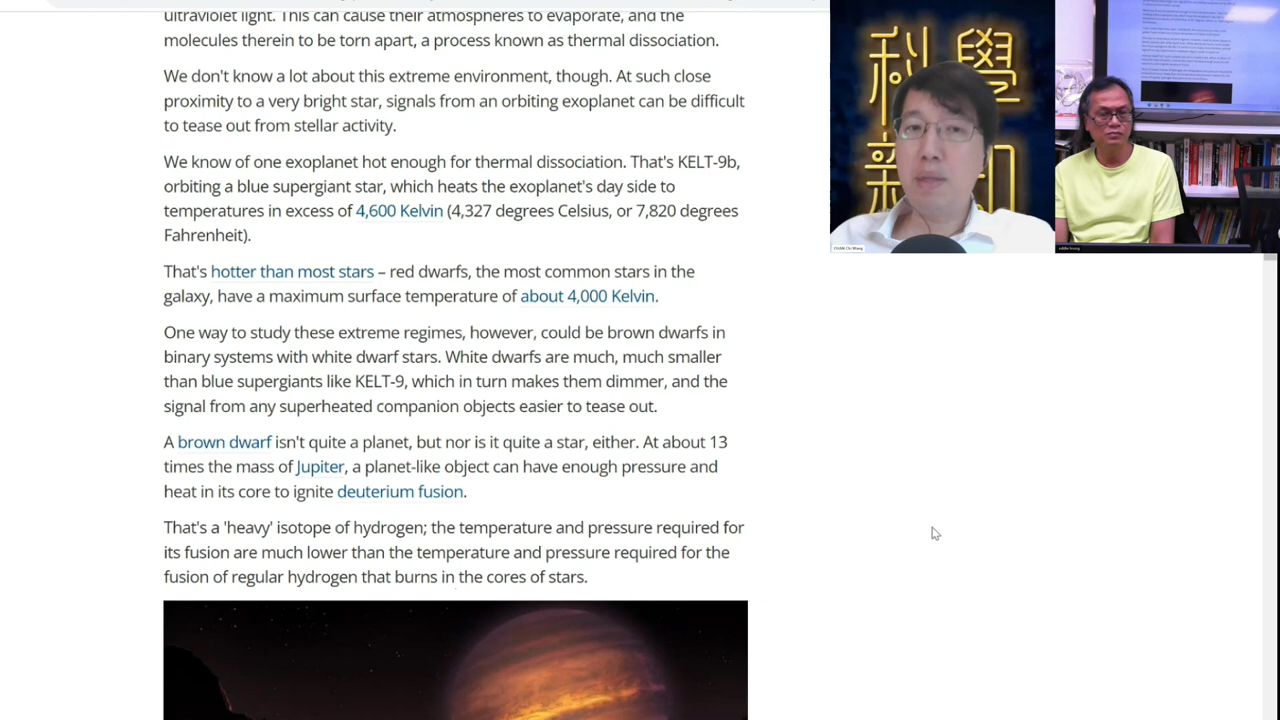 ultraviolet light. This can cause their atmospheres to evaporate, and the
molecules therein to be torn apart, a process known as thermal dissociation.
We don't know a lot about this extreme environment, though. At such close
proximity to a very bright star, signals from an orbiting exoplanet can be difficult
to tease out from stellar activity.
We know of one exoplanet hot enough for thermal dissociation. That's KELT-9b,
orbiting a blue supergiant star, which heats the exoplanet's day side to
temperatures in excess of 4,600 Kelvin (4,327 degrees Celsius, or 7,820 degrees
Fahrenheit).
That's hotter than most stars – red dwarfs, the most common stars in the
galaxy, have a maximum surface temperature of about 4,000 Kelvin.
One way to study these extreme regimes, however, could be brown dwarfs in
binary systems with white dwarf stars. White dwarfs are much, much smaller
than blue supergiants like KELT-9, which in turn makes them dimmer, and the
signal from any superheated companion objects easier to tease out.
A brown dwarf isn't quite a planet, but nor is it quite a star, either. At about 13
times the mass of Jupiter, a planet-like object can have enough pressure and
heat in its core to ignite deuterium fusion.
That's a 'heavy' isotope of hydrogen; the temperature and pressure required for
its fusion are much lower than the temperature and pressure required for the
fusion of regular hydrogen that burns in the cores of stars.
科學
新知